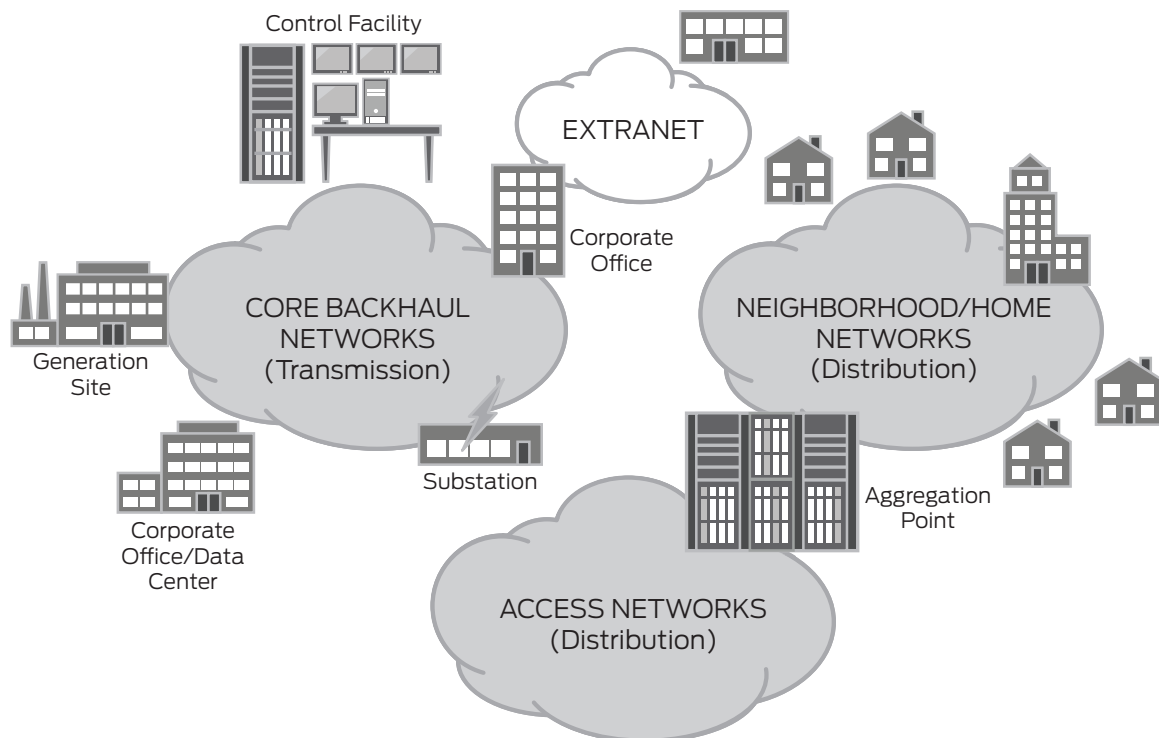 Control Facility
EXTRANET
Corporate
Office
CORE BACKHAUL
NETWORKS
(Transmission)
NEIGHBORHOOD/HOME
NETWORKS
(Distribution)
Generation
Site
Substation
Aggregation
Point
Corporate
Office/Data
Center
ACCESS NETWORKS
(Distribution)